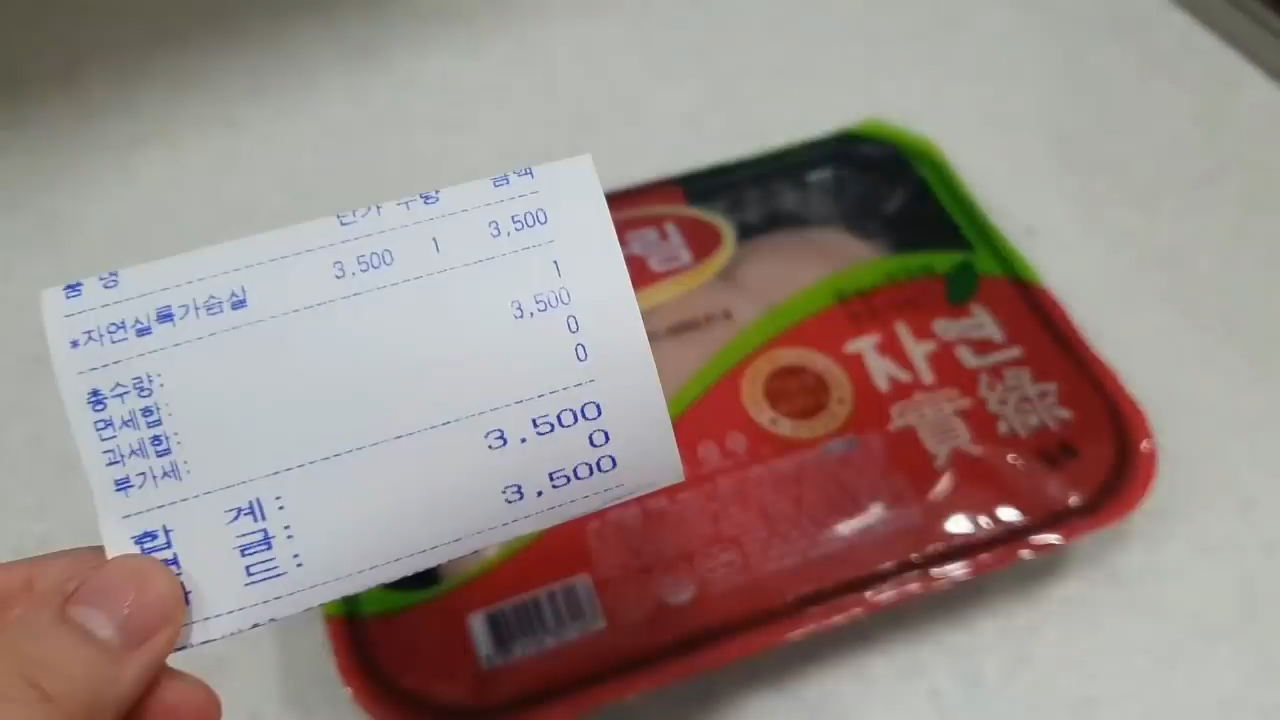 품 명 단가 수량 금액
*자연실록가슴살 3,500 1 3,500
총수량: 1
면세합: 3,500
과세합: 0
부가세: 0
합 계: 3,500
금: 0
드: 3,500
림
자연
實綠